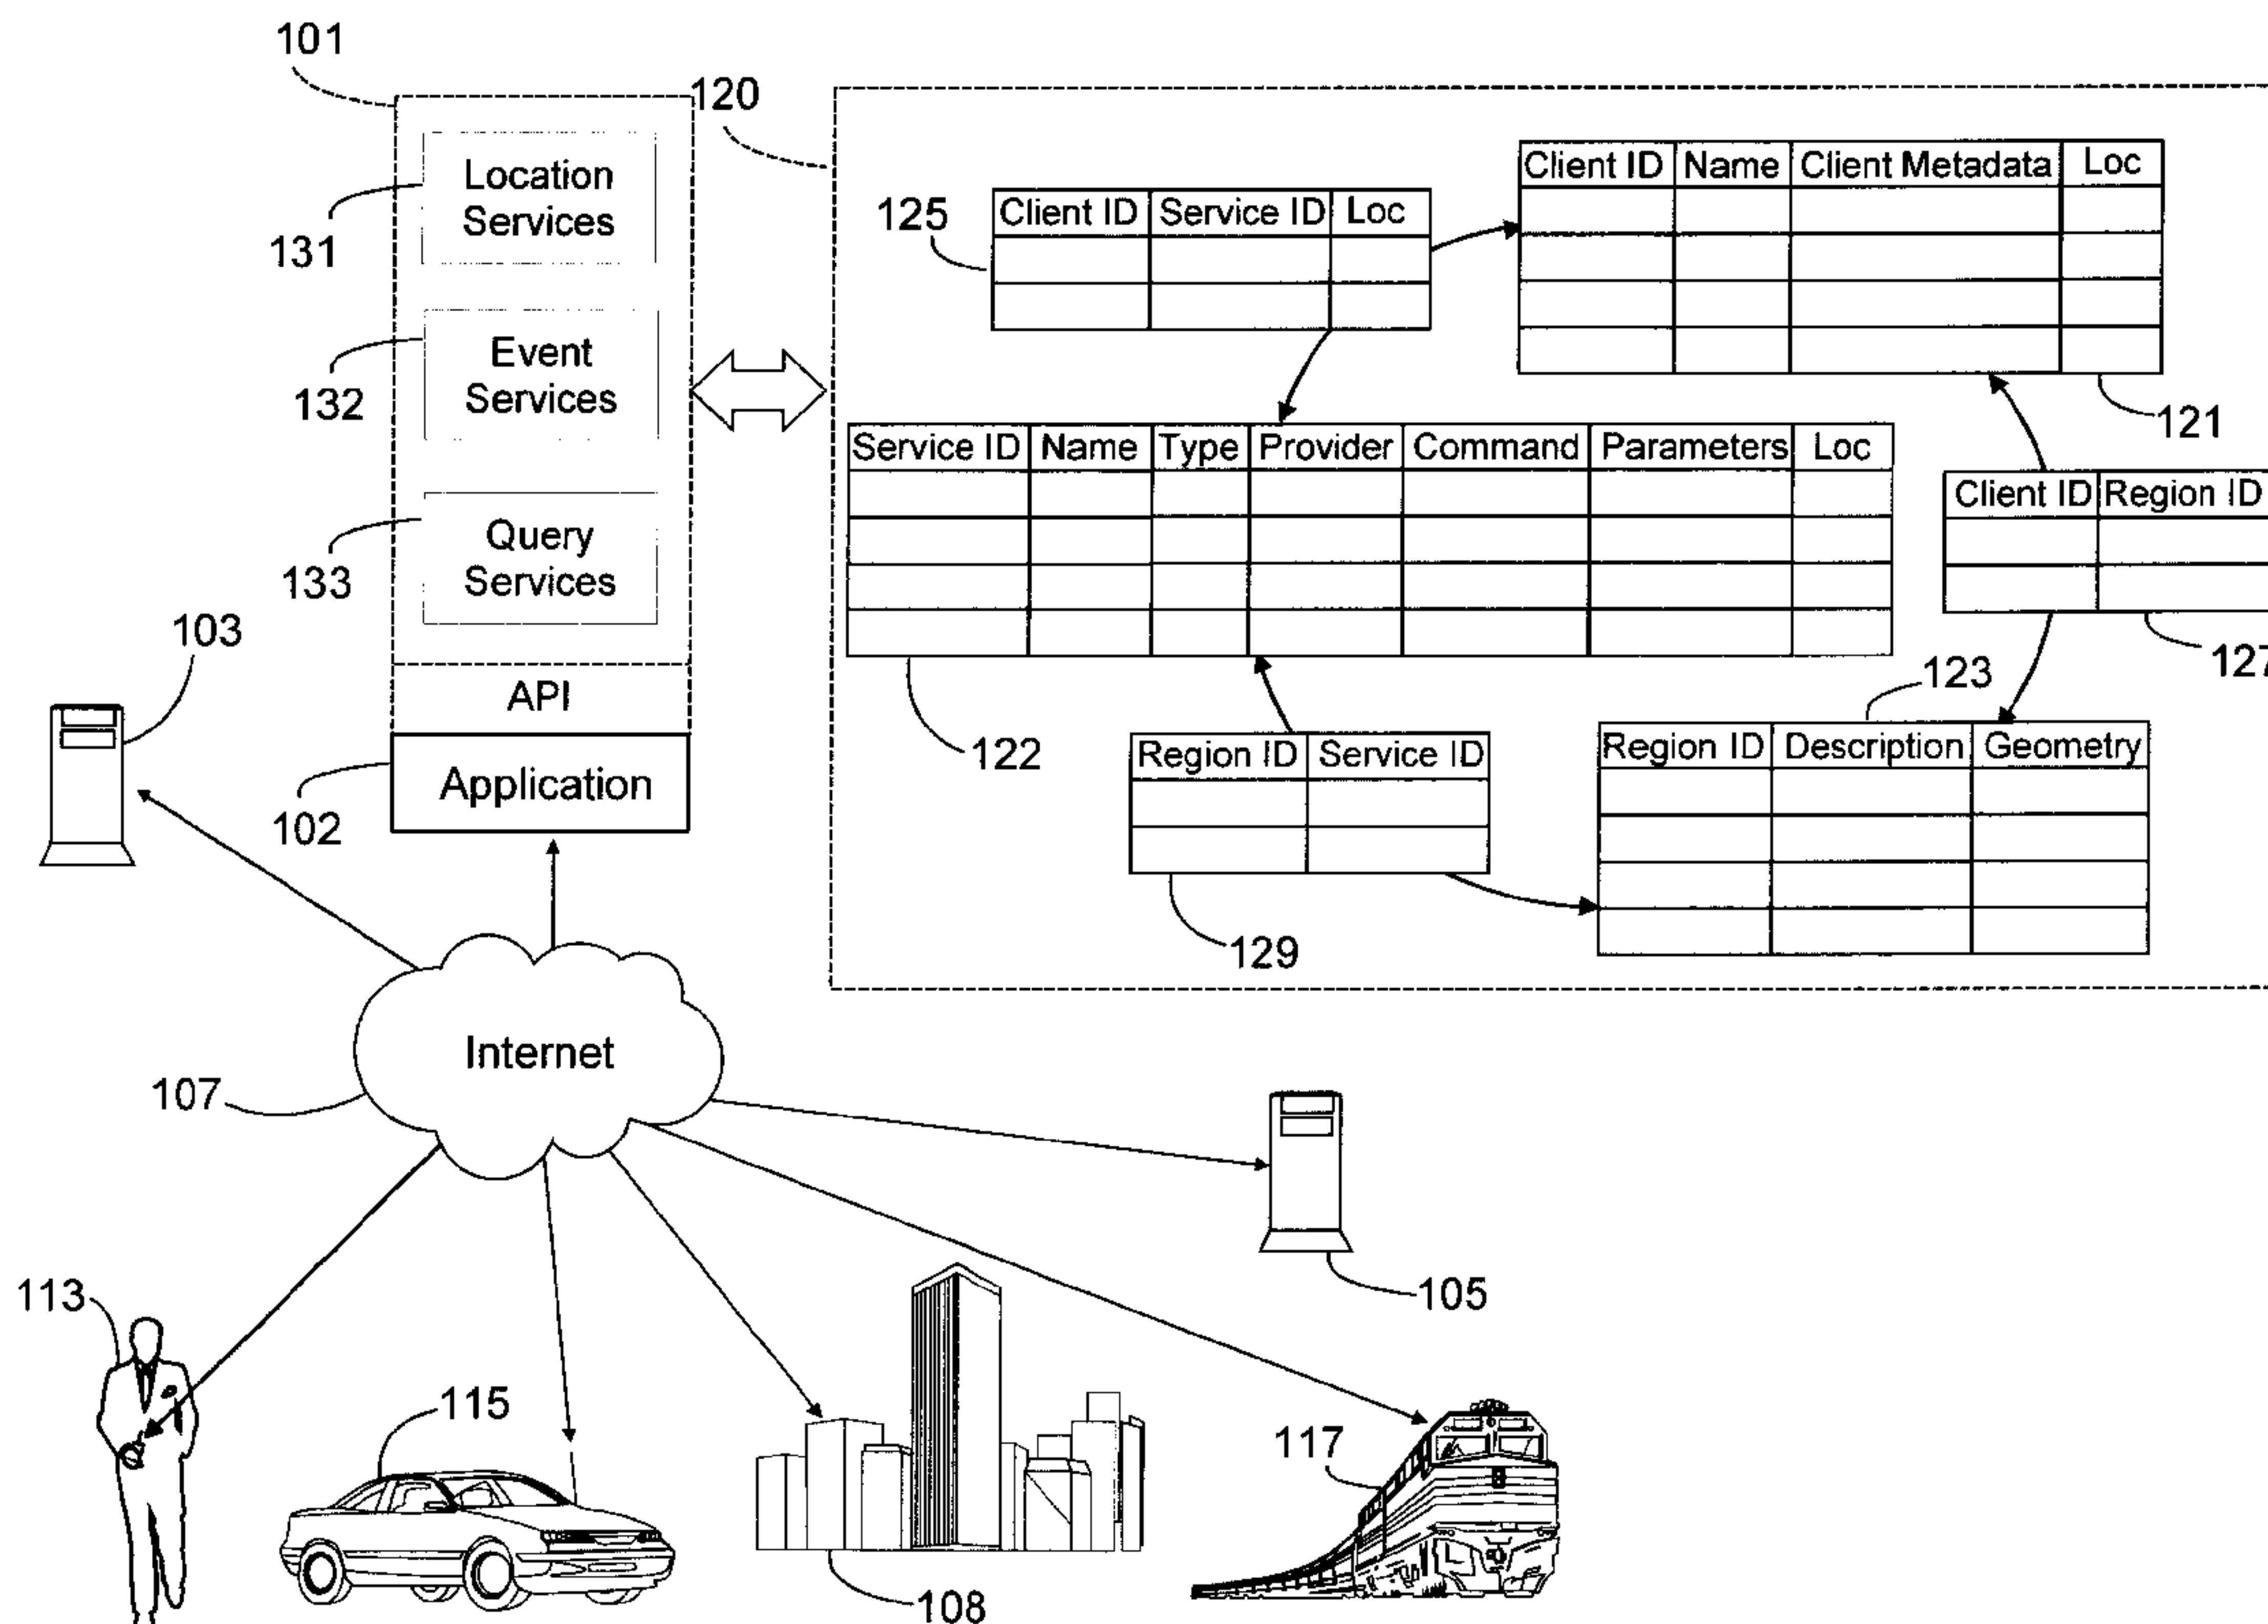 101
120
Location
Services
131
Event
Services
132
Query
Services
133
API
Application
102
103
125
Client ID Service ID Loc
Client ID Name Client Metadata Loc
121
Service ID Name Type Provider Command Parameters Loc
122
Client ID Region ID
127
123
Region ID Service ID
129
Region ID Description Geometry
Internet
107
105
113
115
108
117